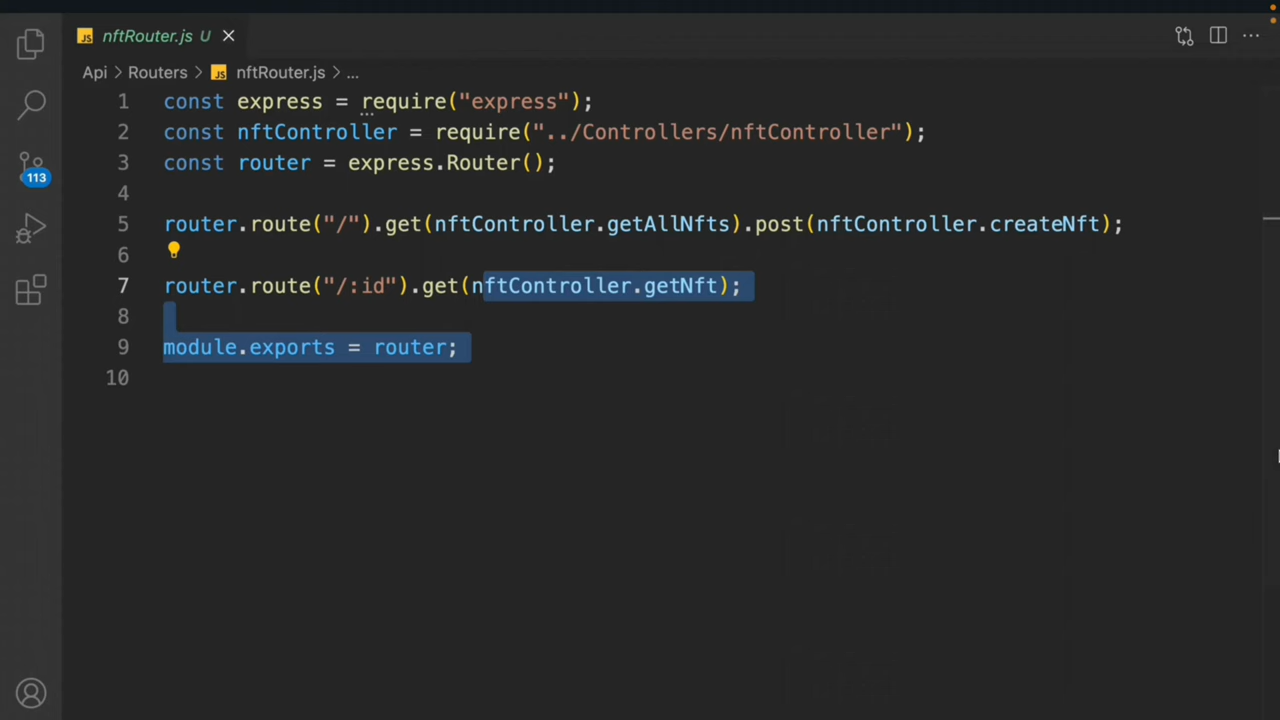 JS nftRouter.js U
Api > Routers > JS nftRouter.js > ...
113
1 const express = require("express");
2 const nftController = require("../Controllers/nftController");
3 const router = express.Router();
4
5 router.route("/").get(nftController.getAllNfts).post(nftController.createNft);
6
7 router.route("/:id").get(nftController.getNft);
8
9 module.exports = router;
10